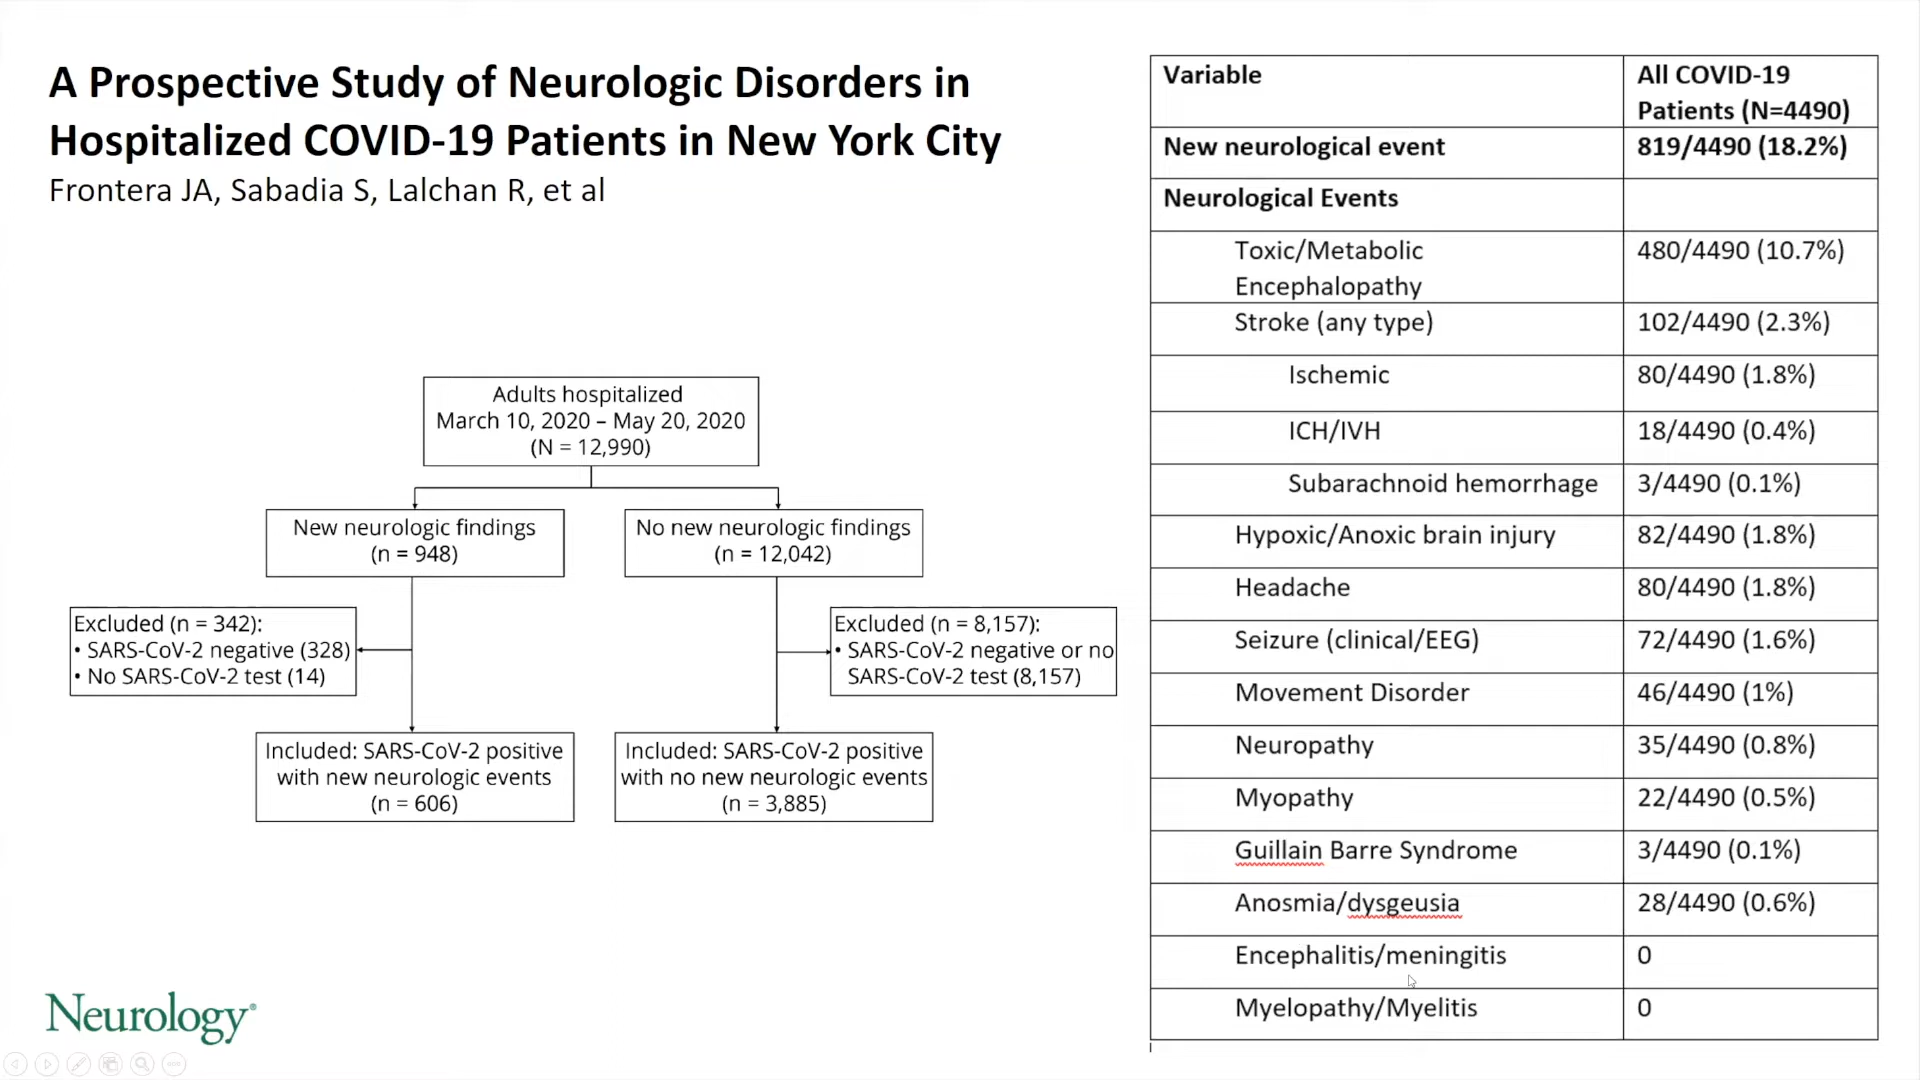 A Prospective Study of Neurologic Disorders in
Hospitalized COVID-19 Patients in New York City
Frontera JA, Sabadia S, Lalchan R, et al
Adults hospitalized
March 10, 2020 – May 20, 2020
(N = 12,990)
New neurologic findings
(n = 948)
No new neurologic findings
(n = 12,042)
Excluded (n = 342):
• SARS-CoV-2 negative (328)
• No SARS-CoV-2 test (14)
Excluded (n = 8,157):
• SARS-CoV-2 negative or no
SARS-CoV-2 test (8,157)
Included: SARS-CoV-2 positive
with new neurologic events
(n = 606)
Included: SARS-CoV-2 positive
with no new neurologic events
(n = 3,885)
Neurology®
Variable
All COVID-19
Patients (N=4490)
New neurological event 819/4490 (18.2%)
Neurological Events
Toxic/Metabolic
Encephalopathy
480/4490 (10.7%)
Stroke (any type) 102/4490 (2.3%)
Ischemic 80/4490 (1.8%)
ICH/IVH 18/4490 (0.4%)
Subarachnoid hemorrhage 3/4490 (0.1%)
Hypoxic/Anoxic brain injury 82/4490 (1.8%)
Headache 80/4490 (1.8%)
Seizure (clinical/EEG) 72/4490 (1.6%)
Movement Disorder 46/4490 (1%)
Neuropathy 35/4490 (0.8%)
Myopathy 22/4490 (0.5%)
Guillain Barre Syndrome 3/4490 (0.1%)
Anosmia/dysgeusia 28/4490 (0.6%)
Encephalitis/meningitis 0
Myelopathy/Myelitis 0